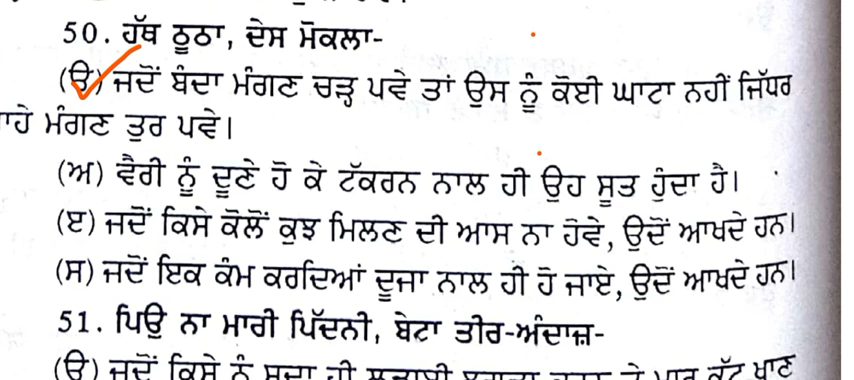 50. ਹੱਥ ਠੂਠਾ, ਦੇਸ ਮੋਕਲਾ-
(ੳ) ਜਦੋਂ ਬੰਦਾ ਮੰਗਣ ਚੜ੍ਹ ਪਵੇ ਤਾਂ ਉਸ ਨੂੰ ਕੋਈ ਘਾਟਾ ਨਹੀਂ ਜਿੱਧਰ
ਾਹੇ ਮੰਗਣ ਤੁਰ ਪਵੇ।
(ਅ) ਵੈਰੀ ਨੂੰ ਦੂਣੇ ਹੋ ਕੇ ਟੱਕਰਨ ਨਾਲ ਹੀ ਉਹ ਸੂਤ ਹੁੰਦਾ ਹੈ।
(ੲ) ਜਦੋਂ ਕਿਸੇ ਕੋਲੋਂ ਕੁਝ ਮਿਲਣ ਦੀ ਆਸ ਨਾ ਹੋਵੇ, ਉਦੋਂ ਆਖਦੇ ਹਨ।
(ਸ) ਜਦੋਂ ਇਕ ਕੰਮ ਕਰਦਿਆਂ ਦੂਜਾ ਨਾਲ ਹੀ ਹੋ ਜਾਏ, ਉਦੋਂ ਆਖਦੇ ਹਨ।
51. ਪਿਉ ਨਾ ਮਾਰੀ ਪਿੱਦਨੀ, ਬੇਟਾ ਤੀਰ-ਅੰਦਾਜ਼-
(ੳ) ਜਦੋਂ ਕਿਸੇ ਨੂੰ